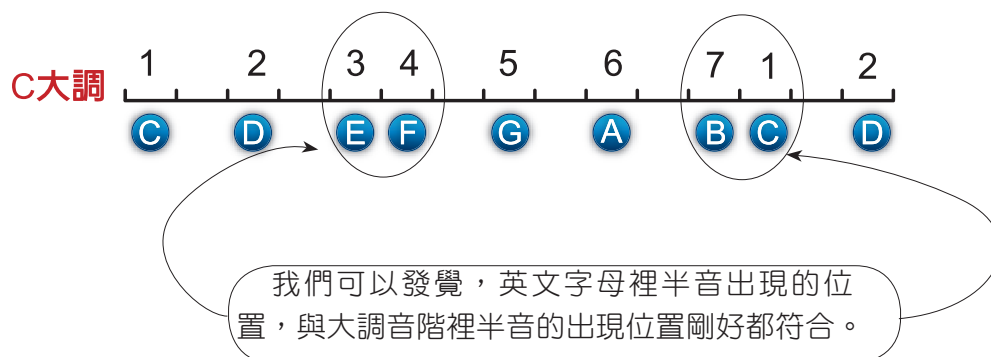 1 2 3 4 5 6 7 1 2
C大調
C D E F G A B C D
我們可以發覺，英文字母裡半音出現的位
置，與大調音階裡半音的出現位置剛好都符合。